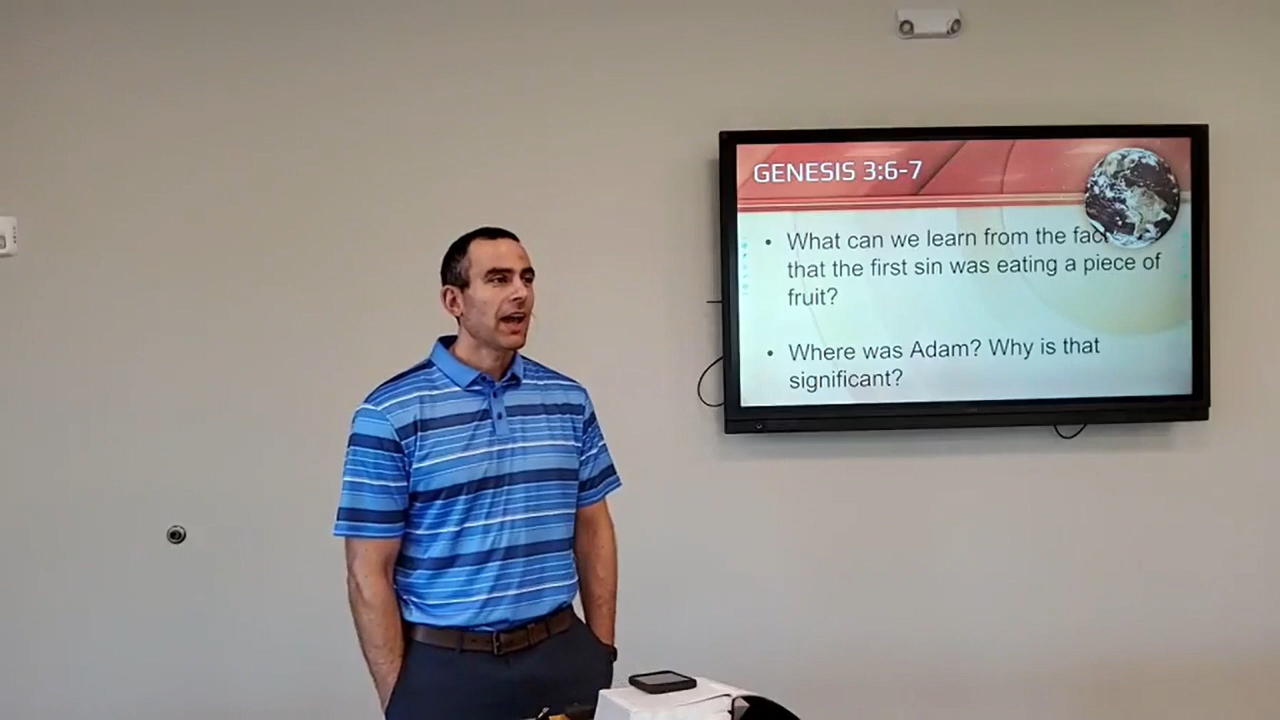 GENESIS 3:6-7
• What can we learn from the fact
that the first sin was eating a piece of
fruit?
• Where was Adam? Why is that
significant?